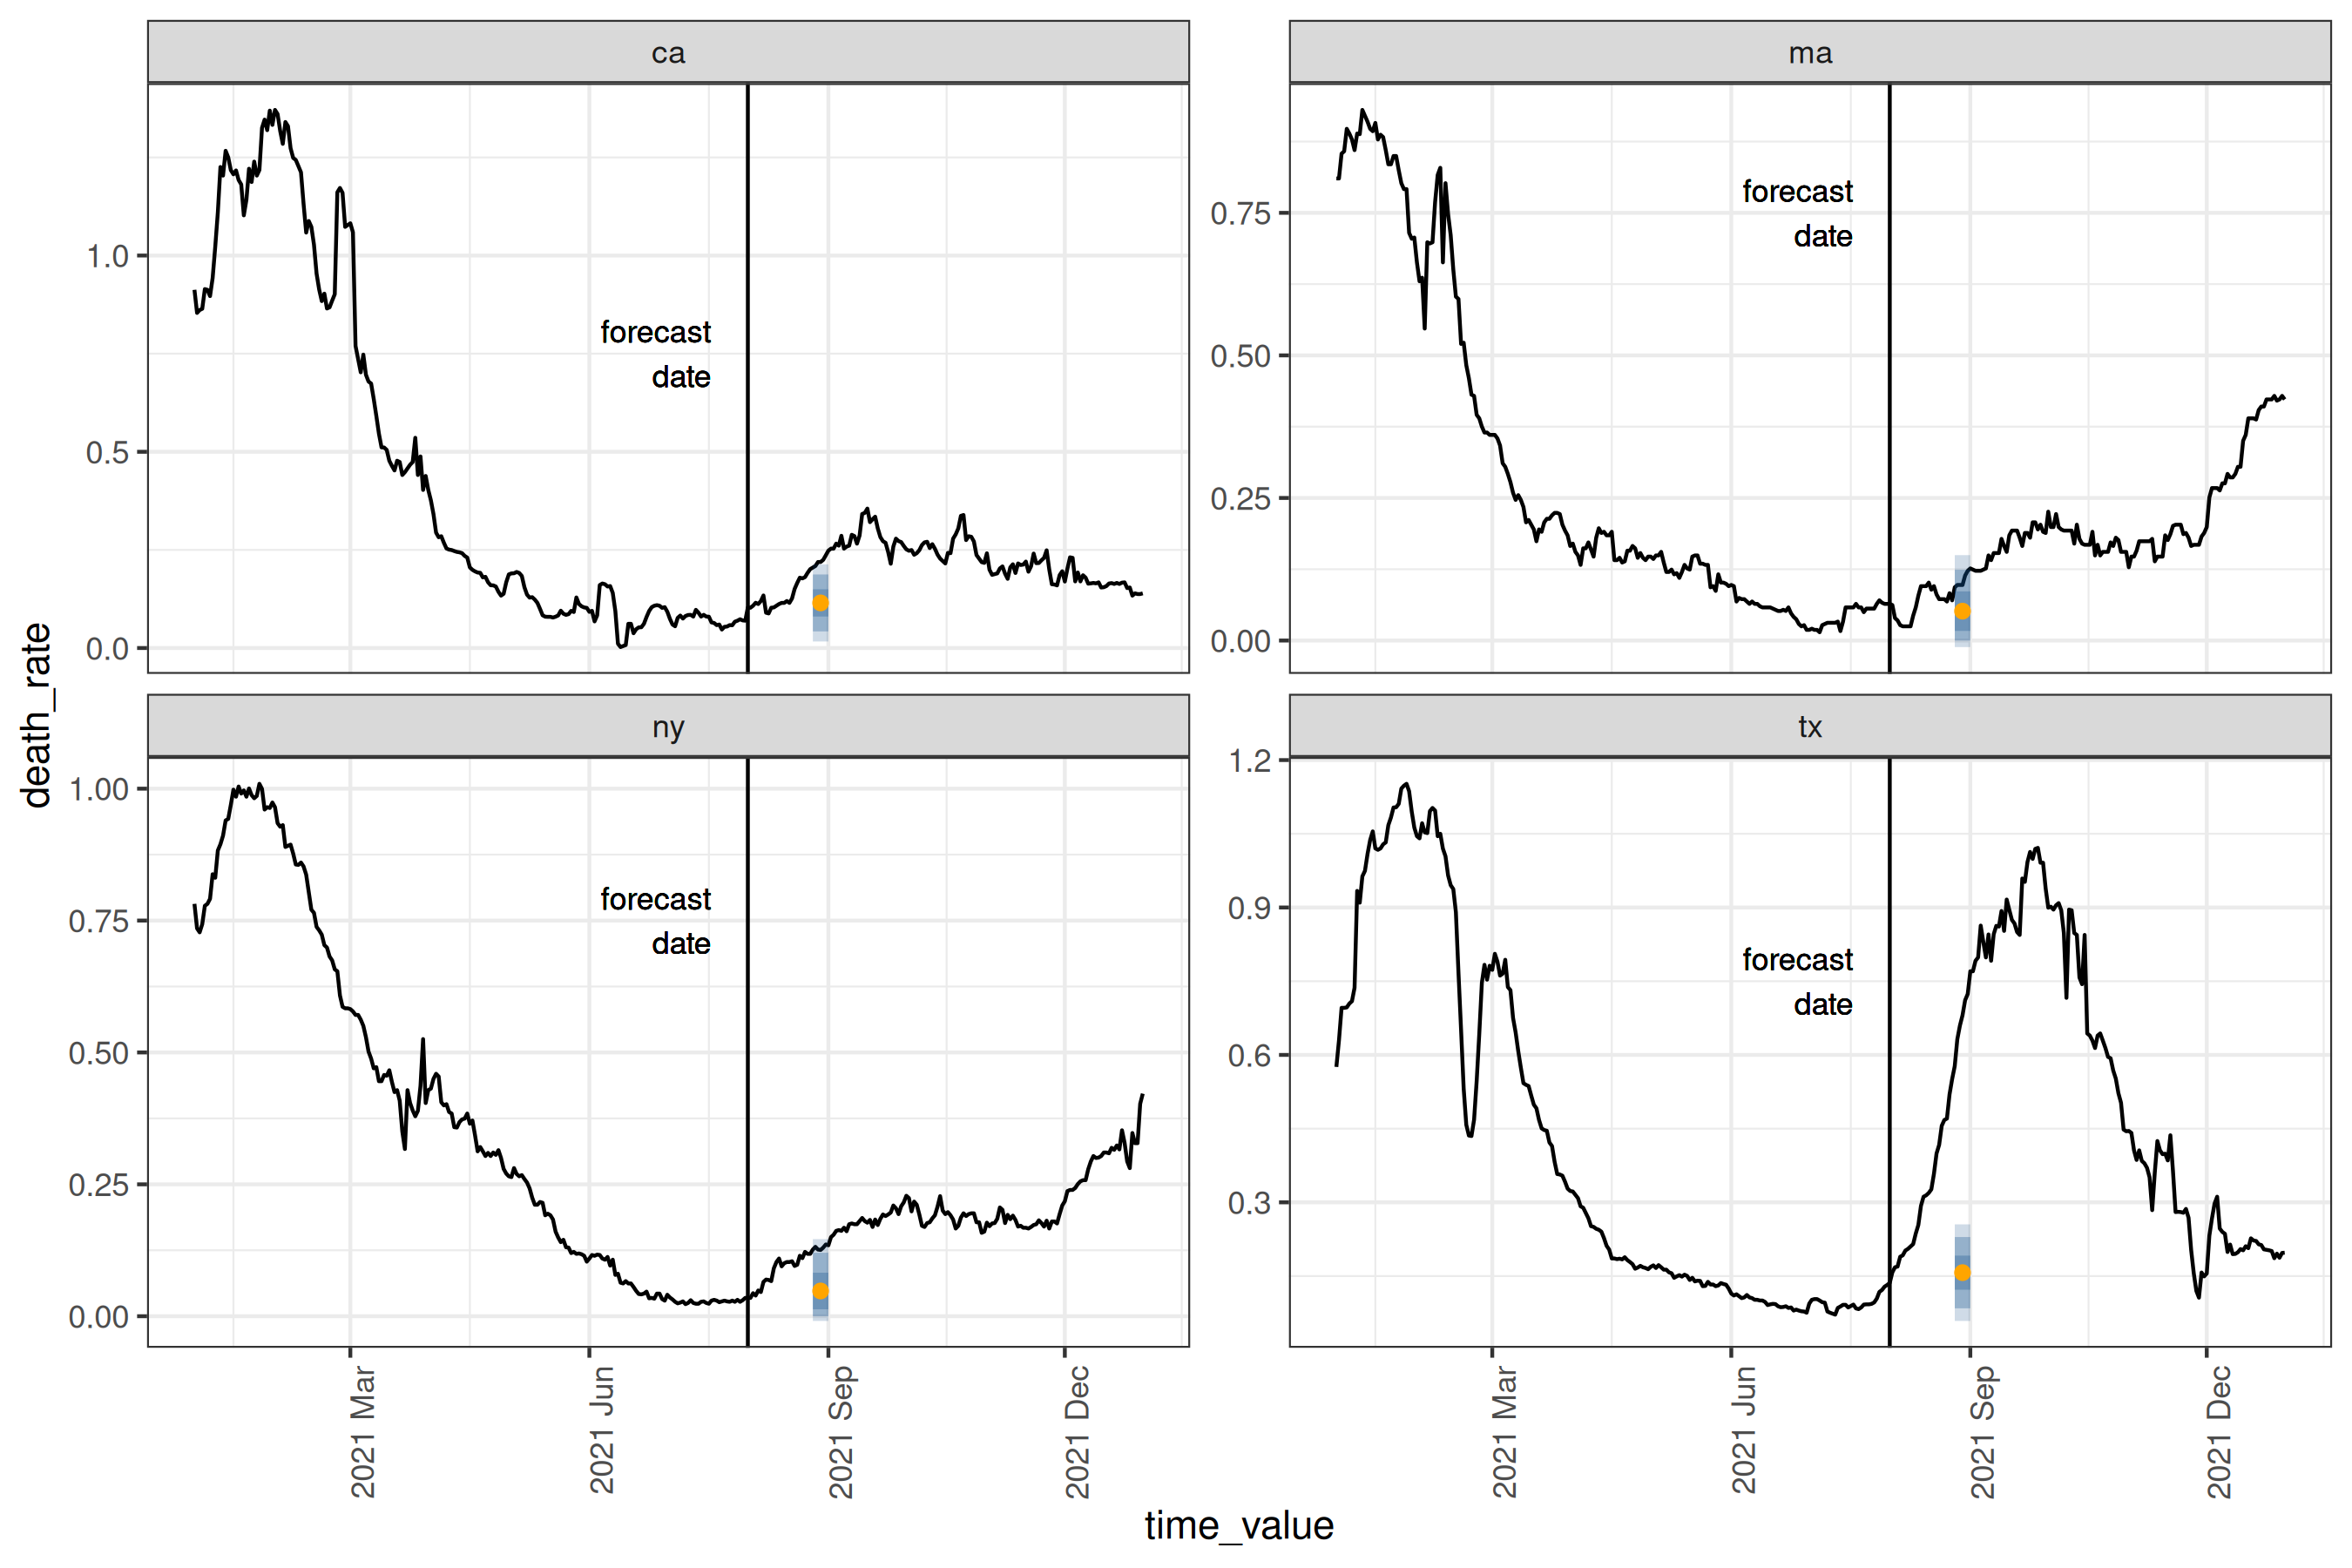 ca
1.0
0.5
0.0
forecast
date
ma
0.75
0.50
0.25
0.00
forecast
date
ny
1.00
0.75
0.50
0.25
0.00
forecast
date
2021 Mar
2021 Jun
2021 Sep
2021 Dec
tx
1.2
0.9
0.6
0.3
forecast
date
2021 Mar
2021 Jun
2021 Sep
2021 Dec
death_rate
time_value